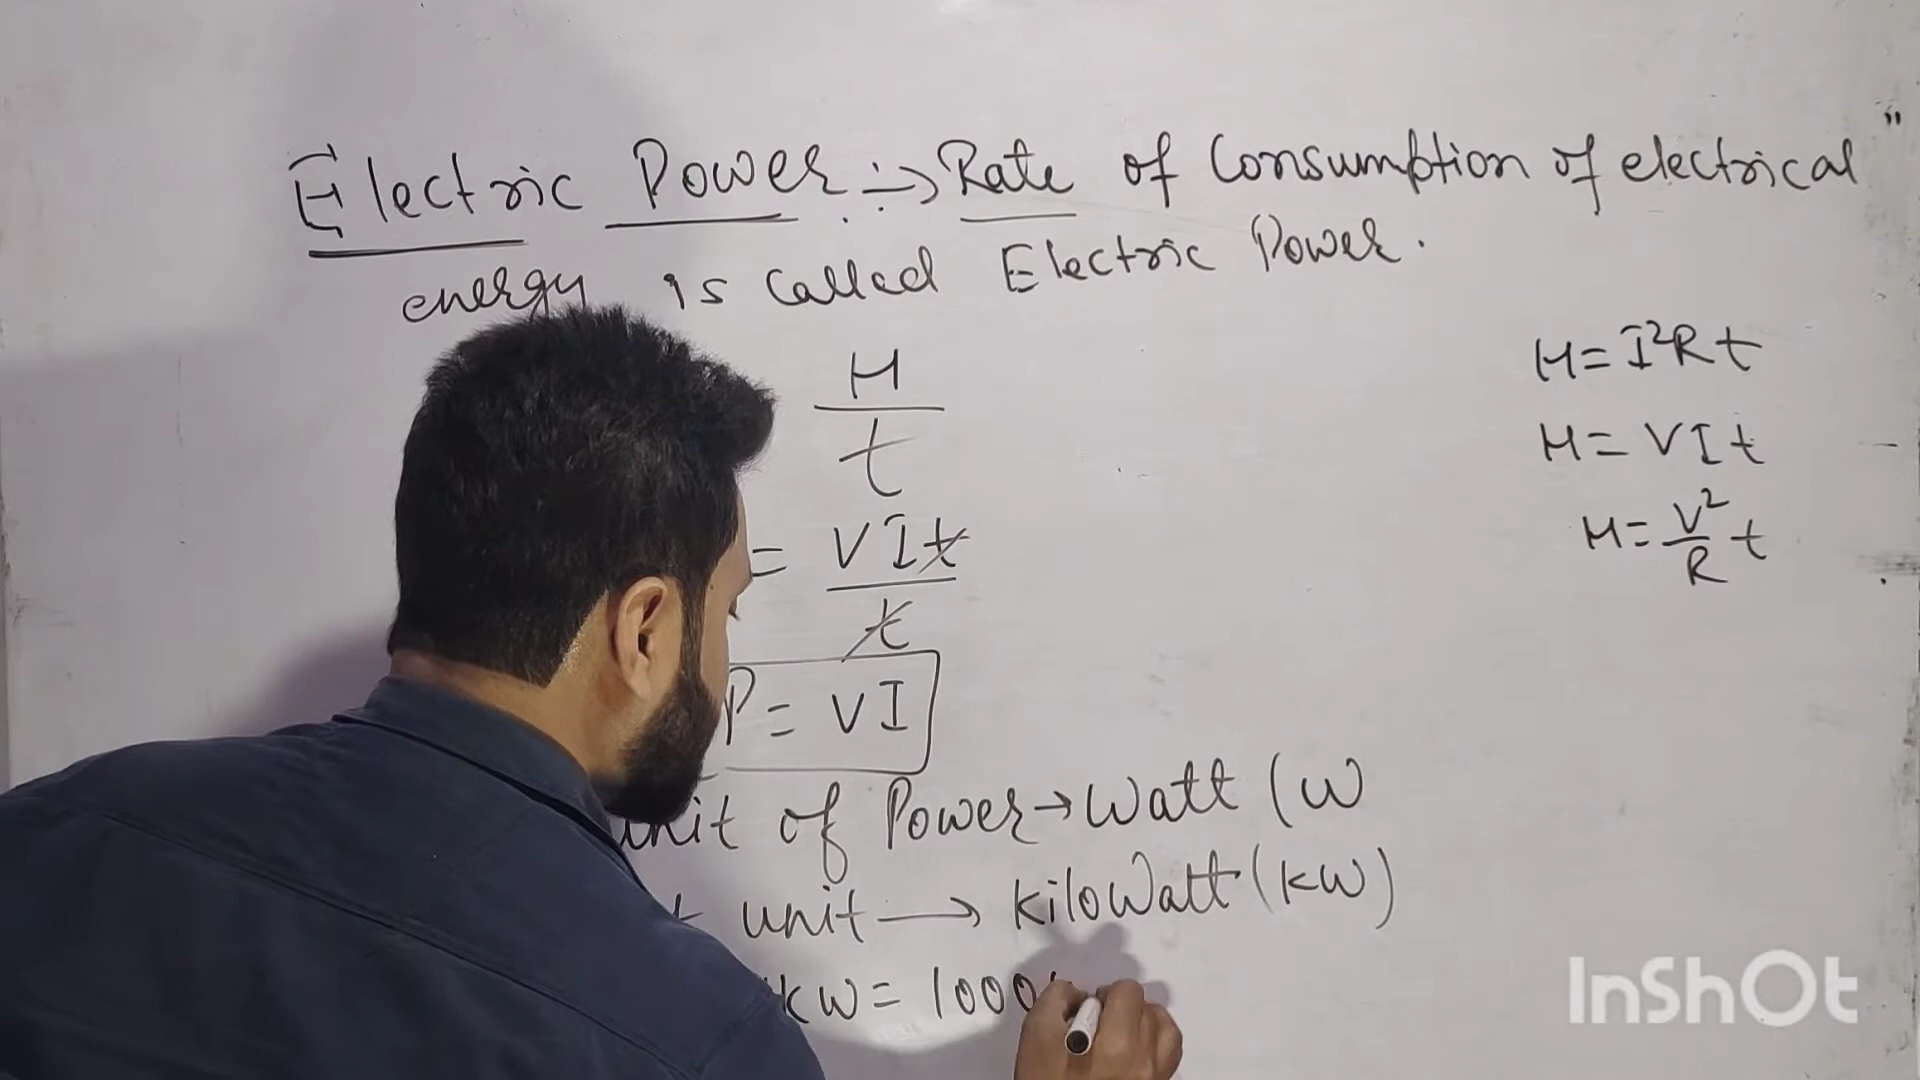 Electric Power :→ Rate of Consumption of electrical
energy is called Electric Power.
H
t
= VIt
t
P = VI
unit of Power → Watt (W
unit → kiloWatt (KW)
KW = 1000
H = I²Rt
H = VIt
H = V²
R t
InShOt